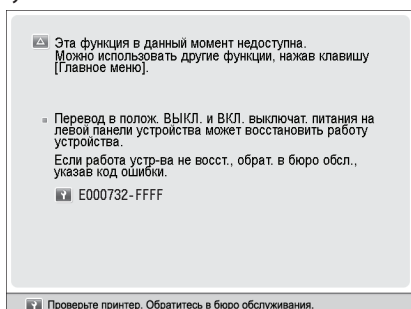 Эта функция в данный момент недоступна.
Можно использовать другие функции, нажав клавишу
[Главное меню].
Перевод в полож. ВЫКЛ. и ВКЛ. выключат. питания на
левой панели устройства может восстановить работу
устройства.
Если работа устр-ва не восст., обрат. в бюро обсл.,
указав код ошибки.
E000732-FFFF
Проверьте принтер. Обратитесь в бюро обслуживания.